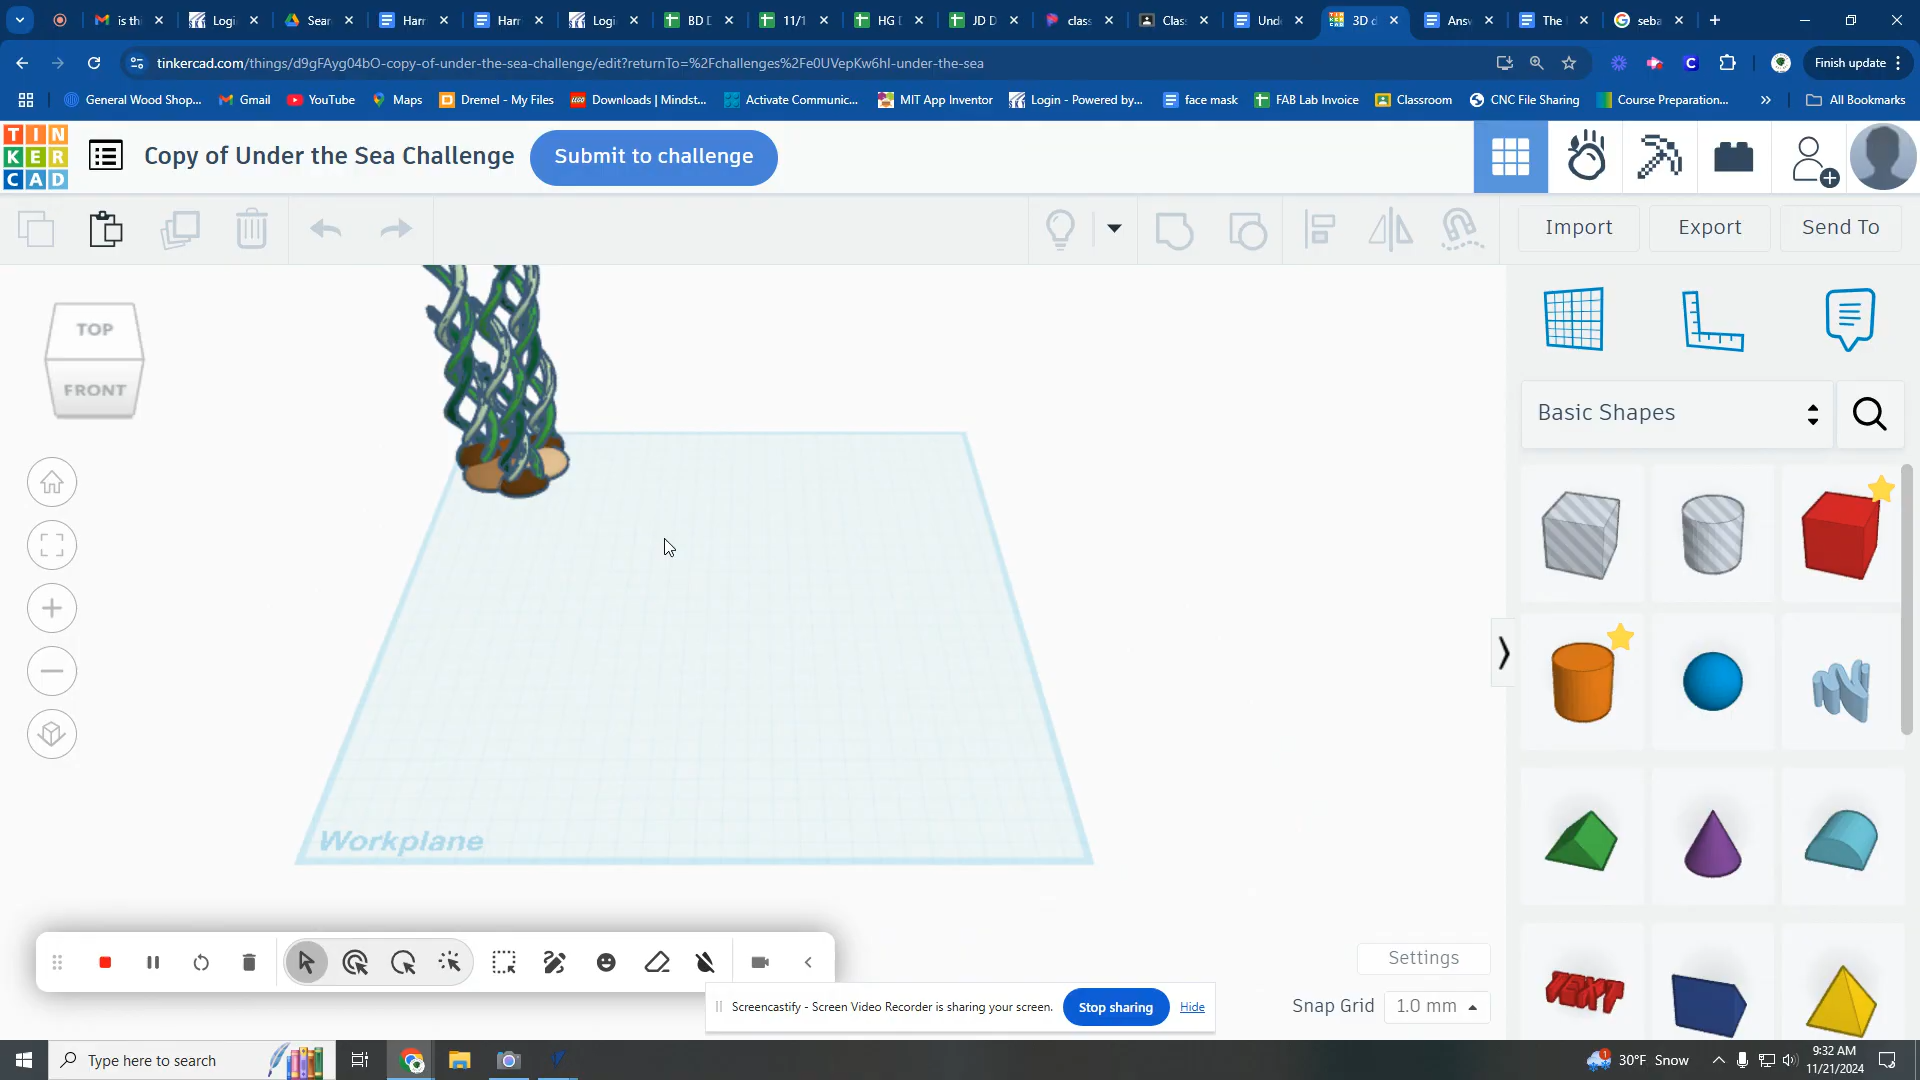 is th
Logi
Sear
Harr
Harr
Logi
BD D
11/1
HG D
JD D
class
Clas
Und
3D d
Ans
The
seba
tinkercad.com/things/d9gFAyg04bO-copy-of-under-the-sea-challenge/edit?returnTo=%2Fchallenges%2Fe0UVepKw6hI-under-the-sea
Finish update
General Wood Shop...
Gmail
YouTube
Maps
Dremel - My Files
Downloads | Mindst...
Activate Communic...
MIT App Inventor
Login - Powered by...
face mask
FAB Lab Invoice
Classroom
CNC File Sharing
Course Preparation...
All Bookmarks
TIN
KER
CAD
Copy of Under the Sea Challenge
Submit to challenge
Import
Export
Send To
TOP
FRONT
Basic Shapes
Workplane
TEXT
Settings
Snap Grid
1.0 mm
Screencastify - Screen Video Recorder is sharing your screen.
Stop sharing
Hide
Type here to search
1
30°F Snow
9:32 AM
11/21/2024